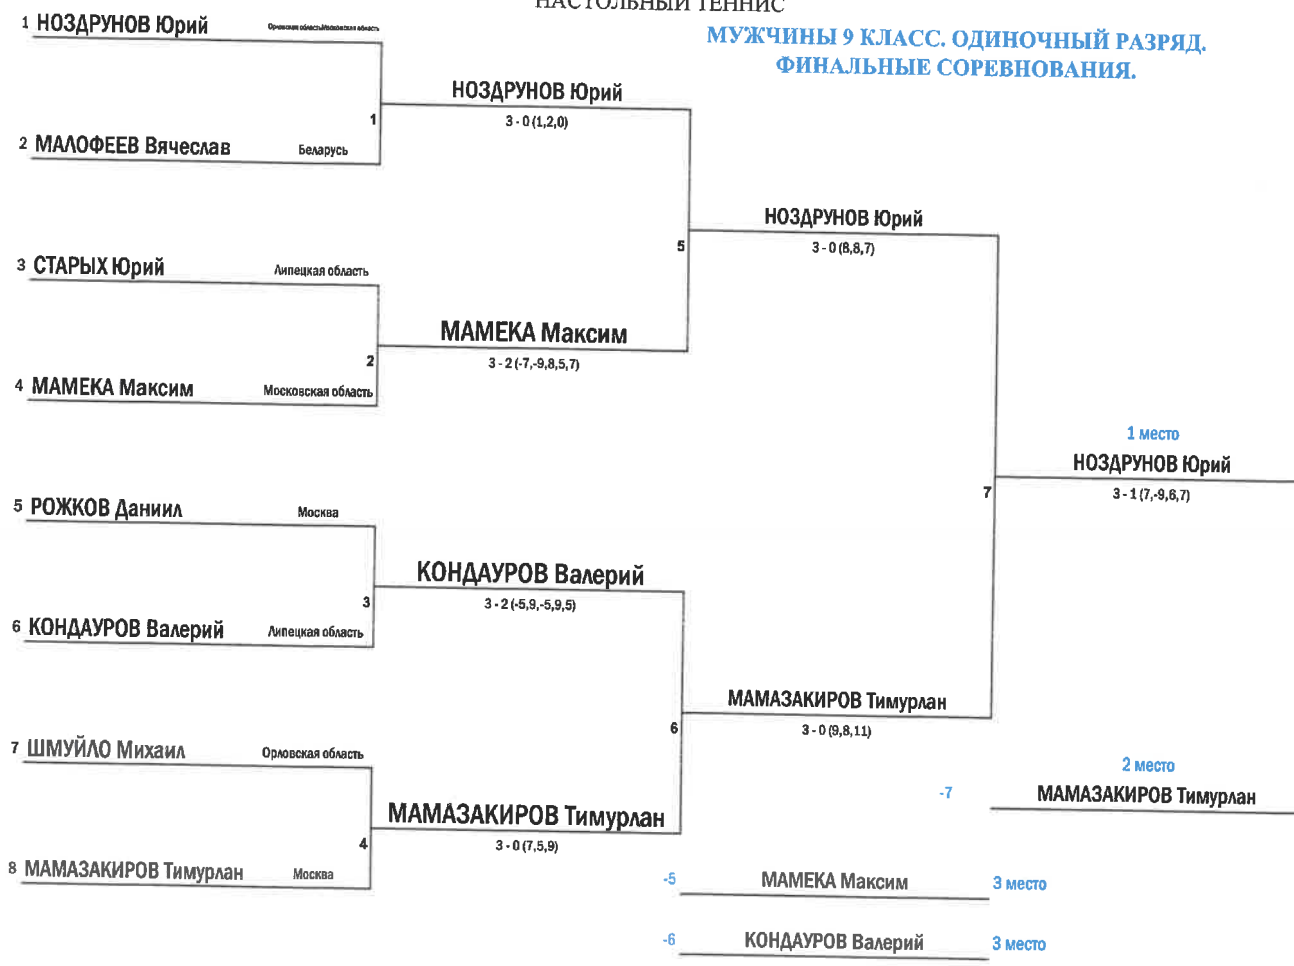 НАСТОЛЬНЫЙ ТЕННИС
МУЖЧИНЫ 9 КЛАСС. ОДИНОЧНЫЙ РАЗРЯД.
ФИНАЛЬНЫЕ СОРЕВНОВАНИЯ.
1 НОЗДРУНОВ Юрий Орловская область/Московская область
НОЗДРУНОВ Юрий
1
3 - 0 (1,2,0)
2 МАЛОФЕЕВ Вячеслав Беларусь
НОЗДРУНОВ Юрий
5
3 - 0 (8,8,7)
3 СТАРЫХ Юрий Липецкая область
МАМЕКА Максим
2
3 - 2 (-7,-9,8,5,7)
4 МАМЕКА Максим Московская область
1 место
НОЗДРУНОВ Юрий
7
3 - 1 (7,-9,6,7)
5 РОЖКОВ Даниил Москва
КОНДАУРОВ Валерий
3
3 - 2 (-5,9,-5,9,5)
6 КОНДАУРОВ Валерий Липецкая область
МАМАЗАКИРОВ Тимурлан
6
3 - 0 (9,8,11)
7 ШМУЙЛО Михаил Орловская область
2 место
-7 МАМАЗАКИРОВ Тимурлан
МАМАЗАКИРОВ Тимурлан
4
3 - 0 (7,5,9)
8 МАМАЗАКИРОВ Тимурлан Москва
-5 МАМЕКА Максим 3 место
-6 КОНДАУРОВ Валерий 3 место